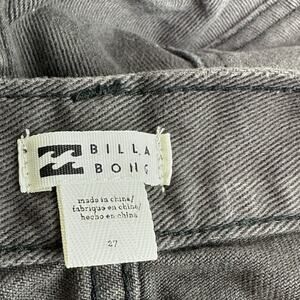 BILLA
BONG
made in china/
fabriqué en chine/
hecho en china
27